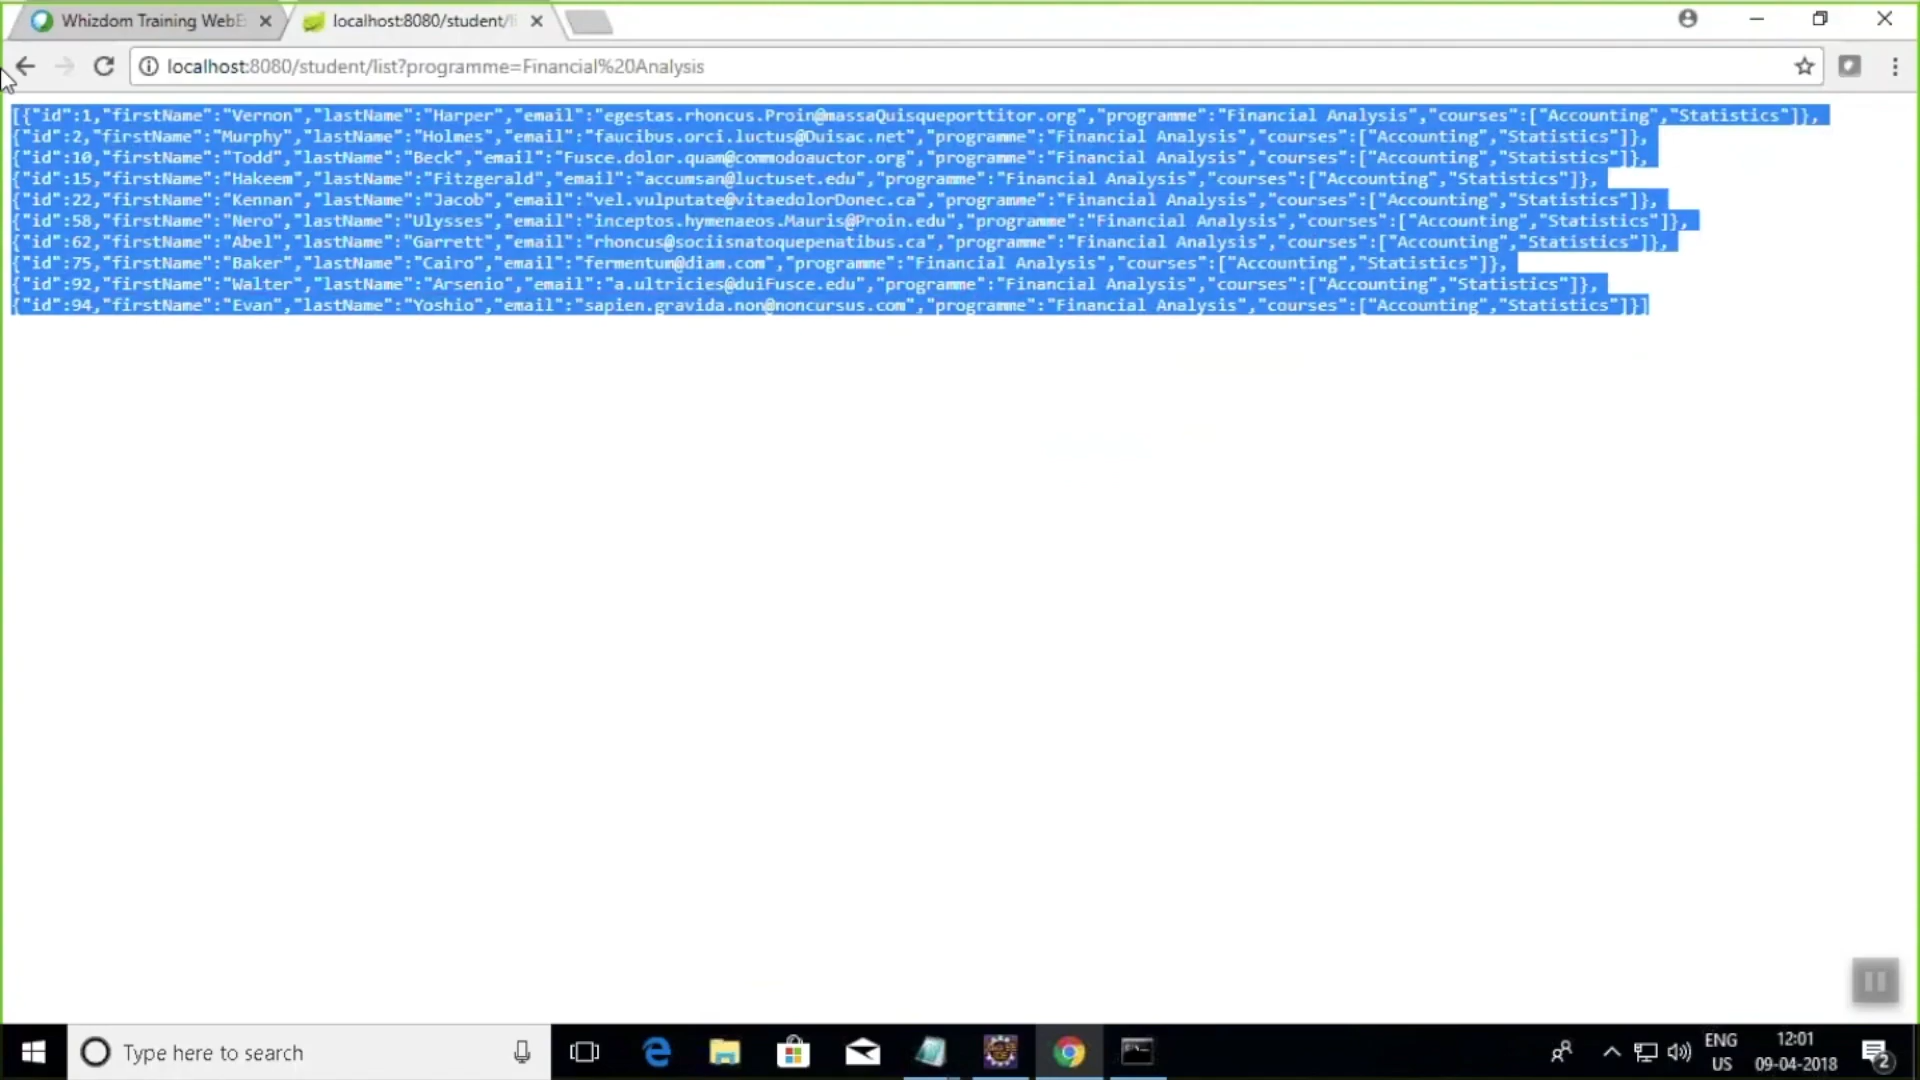 Whizdom Training WebE
localhost:8080/student/li
localhost:8080/student/list?programme=Financial%20Analysis
[{"id":1,"firstName":"Vernon","lastName":"Harper","email":"egestas.rhoncus.Proin@massaQuisqueporttitor.org","programme":"Financial Analysis","courses":["Accounting","Statistics"]},
{"id":2,"firstName":"Murphy","lastName":"Holmes","email":"faucibus.orci.luctus@Duisac.net","programme":"Financial Analysis","courses":["Accounting","Statistics"]},
{"id":10,"firstName":"Todd","lastName":"Beck","email":"Fusce.dolor.quam@commodoauctor.org","programme":"Financial Analysis","courses":["Accounting","Statistics"]},
{"id":15,"firstName":"Hakeem","lastName":"Fitzgerald","email":"accumsan@luctuset.edu","programme":"Financial Analysis","courses":["Accounting","Statistics"]},
{"id":22,"firstName":"Kennan","lastName":"Jacob","email":"vel.vulputate@vitaedolorDonec.ca","programme":"Financial Analysis","courses":["Accounting","Statistics"]},
{"id":58,"firstName":"Nero","lastName":"Ulysses","email":"inceptos.hymenaeos.Mauris@Proin.edu","programme":"Financial Analysis","courses":["Accounting","Statistics"]},
{"id":62,"firstName":"Abel","lastName":"Garrett","email":"rhoncus@sociisnatoquepenatibus.ca","programme":"Financial Analysis","courses":["Accounting","Statistics"]},
{"id":75,"firstName":"Baker","lastName":"Cairo","email":"fermentum@diam.com","programme":"Financial Analysis","courses":["Accounting","Statistics"]},
{"id":92,"firstName":"Walter","lastName":"Arsenio","email":"a.ultricies@duiFusce.edu","programme":"Financial Analysis","courses":["Accounting","Statistics"]},
{"id":94,"firstName":"Evan","lastName":"Yoshio","email":"sapien.gravida.non@noncursus.com","programme":"Financial Analysis","courses":["Accounting","Statistics"]}]
Type here to search
ENG
US
12:01
09-04-2018
2